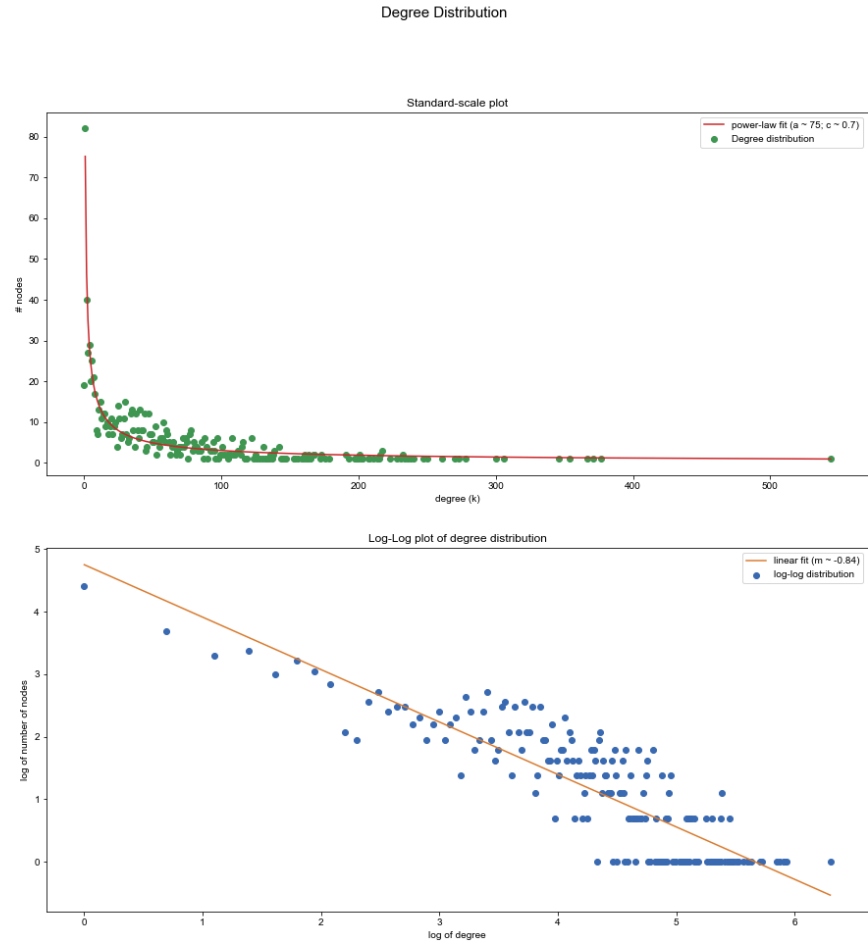 Degree Distribution
Standard-scale plot
power-law fit (a ~ 75; c ~ 0.7)
Degree distribution
80
70
60
50
40
30
20
10
0
# nodes
0 100 200 300 400 500
degree (k)
Log-Log plot of degree distribution
linear fit (m ~ -0.84)
log-log distribution
5
4
3
2
1
0
log of number of nodes
0 1 2 3 4 5 6
log of degree